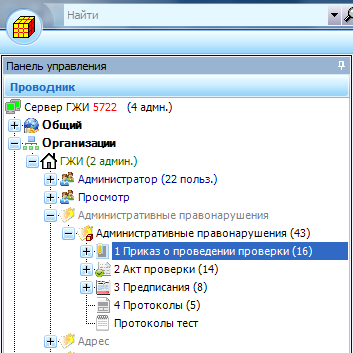 Найти
Панель управления
Проводник
Сервер ГЖИ 5722 (4 адмн.)
Общий
Организации
ГЖИ (2 админ.)
Администратор (22 польз.)
Просмотр
Административные правонарушения
Административные правонарушения (43)
1 Приказ о проведении проверки (16)
2 Акт проверки (14)
3 Предписания (8)
4 Протоколы (5)
Протоколы тест
Адрес